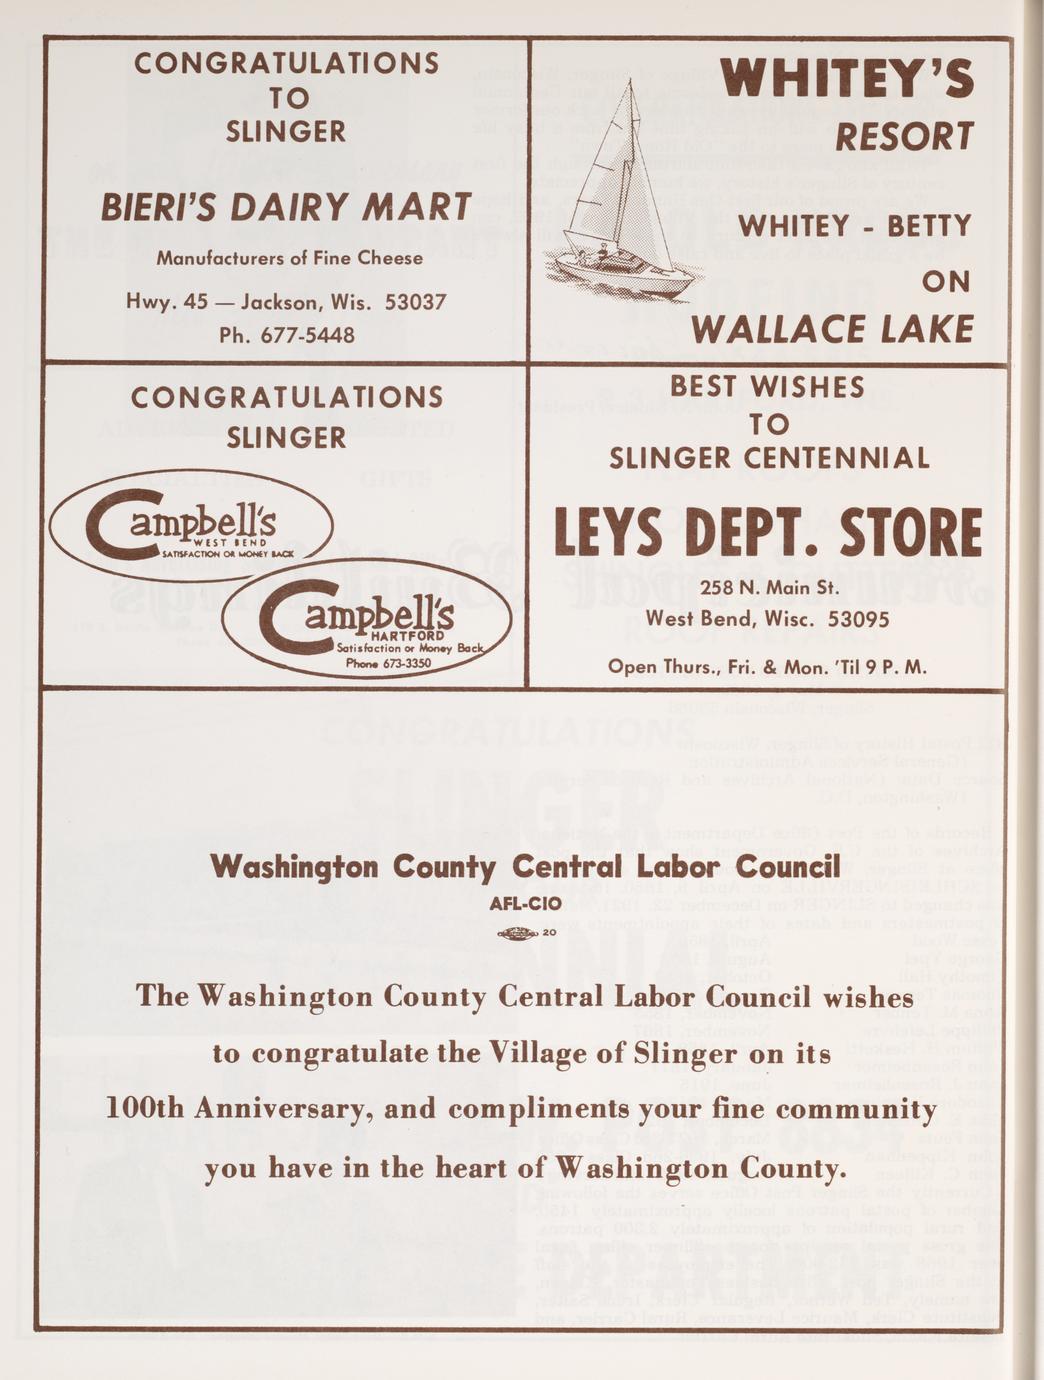 CONGRATULATIONS
TO
SLINGER
BIERI'S DAIRY MART
Manufacturers of Fine Cheese
Hwy. 45 — Jackson, Wis. 53037
Ph. 677-5448
WHITEY'S
RESORT
WHITEY - BETTY
ON
WALLACE LAKE
CONGRATULATIONS
SLINGER
Campbell's
WEST BEND
SATISFACTION OR MONEY BACK
Campbell's
HARTFORD
Satisfaction or Money Back
Phone 673-3350
BEST WISHES
TO
SLINGER CENTENNIAL
LEYS DEPT. STORE
258 N. Main St.
West Bend, Wisc. 53095
Open Thurs., Fri. & Mon. 'Til 9 P. M.
Washington County Central Labor Council
AFL-CIO
20
The Washington County Central Labor Council wishes
to congratulate the Village of Slinger on its
100th Anniversary, and compliments your fine community
you have in the heart of Washington County.